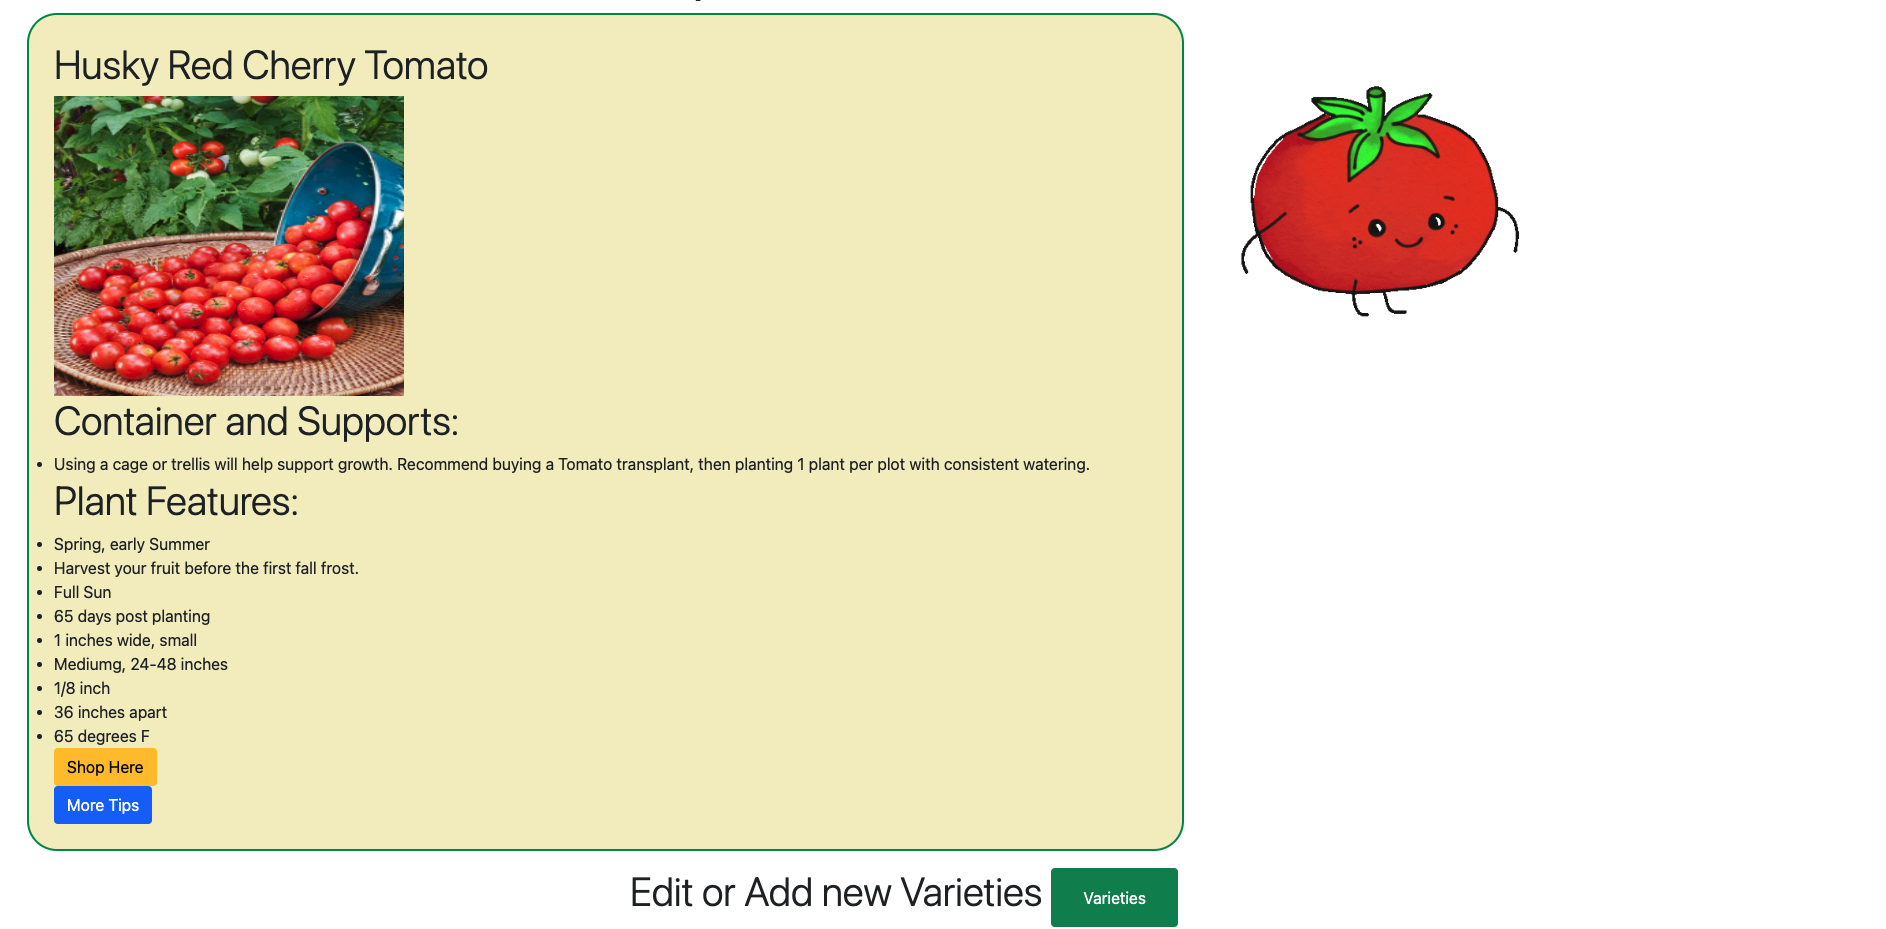 Husky Red Cherry Tomato
Container and Supports:
Using a cage or trellis will help support growth. Recommend buying a Tomato transplant, then planting 1 plant per plot with consistent watering.
Plant Features:
Spring, early Summer
Harvest your fruit before the first fall frost.
Full Sun
65 days post planting
1 inches wide, small
Mediumg, 24-48 inches
1/8 inch
36 inches apart
65 degrees F
Shop Here
More Tips
Edit or Add new Varieties Varieties